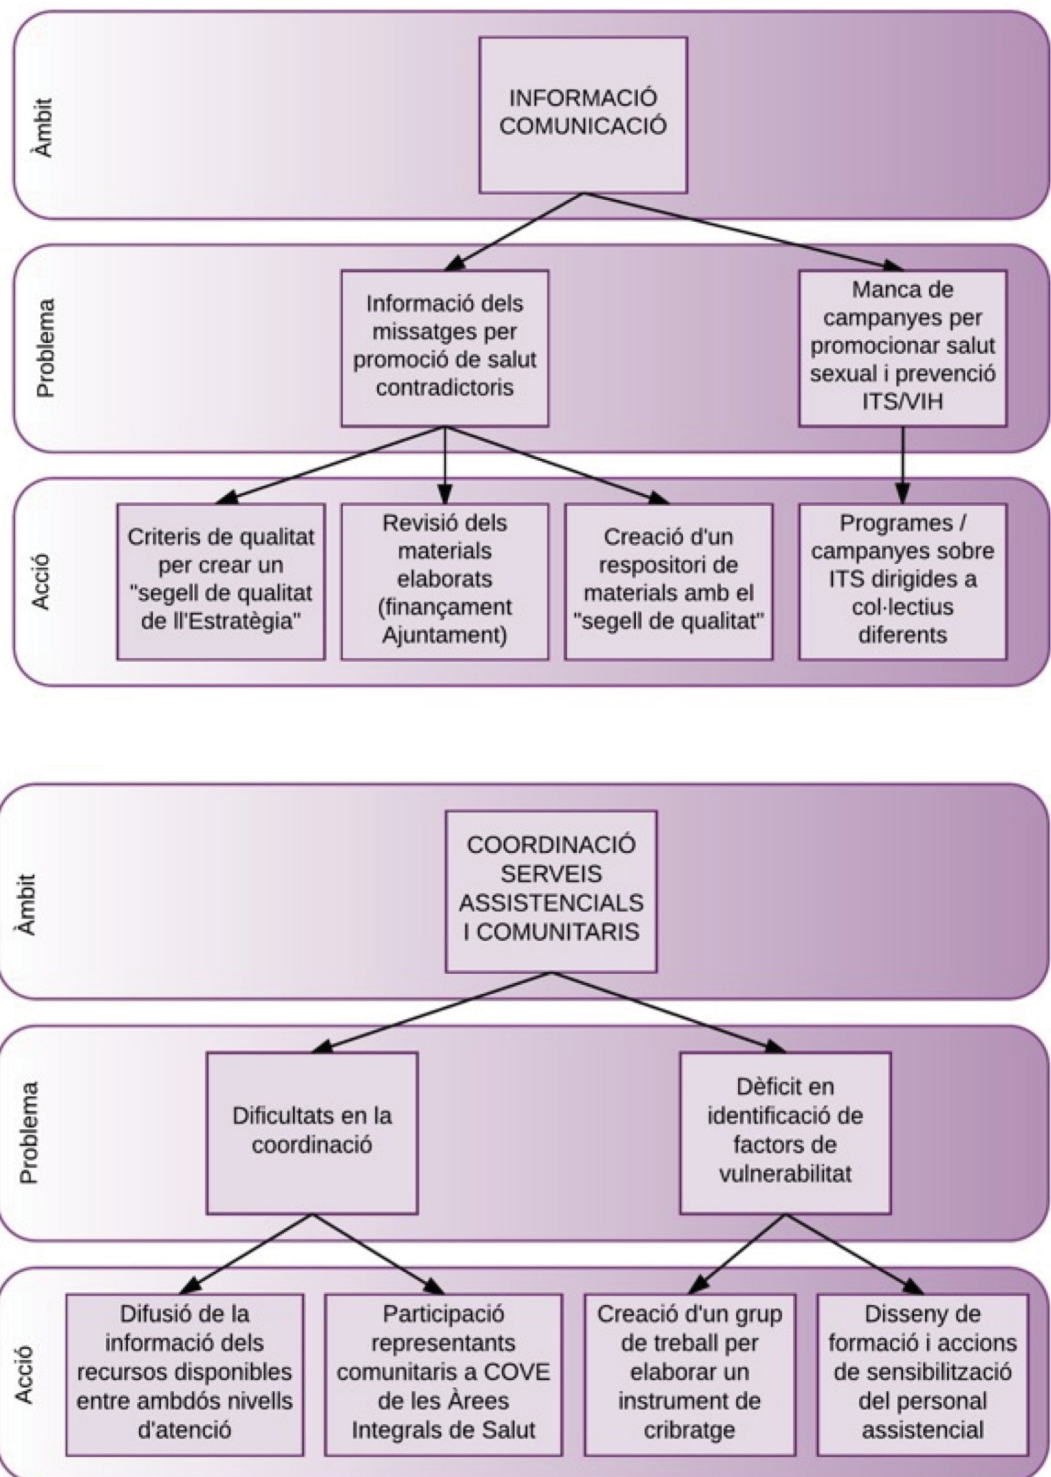 Àmbit
INFORMACIÓ
COMUNICACIÓ
Problema
Informació dels
missatges per
promoció de salut
contradictoris
Manca de
campanyes per
promocionar salut
sexual i prevenció
ITS/VIH
Acció
Criteris de qualitat
per crear un
"segell de qualitat
de ll'Estratègia"
Revisió dels
materials
elaborats
(finançament
Ajuntament)
Creació d'un
respositori de
materials amb el
"segell de qualitat"
Programes /
campanyes sobre
ITS dirigides a
col·lectius
diferents
Àmbit
COORDINACIÓ
SERVEIS
ASSISTENCIALS
I COMUNITARIS
Problema
Dificultats en la
coordinació
Dèficit en
identificació de
factors de
vulnerabilitat
Acció
Difusió de la
informació dels
recursos disponibles
entre ambdós nivells
d'atenció
Participació
representants
comunitaris a COVE
de les Àrees
Integrals de Salut
Creació d'un grup
de treball per
elaborar un
instrument de
cribratge
Disseny de
formació i accions
de sensibilització
del personal
assistencial